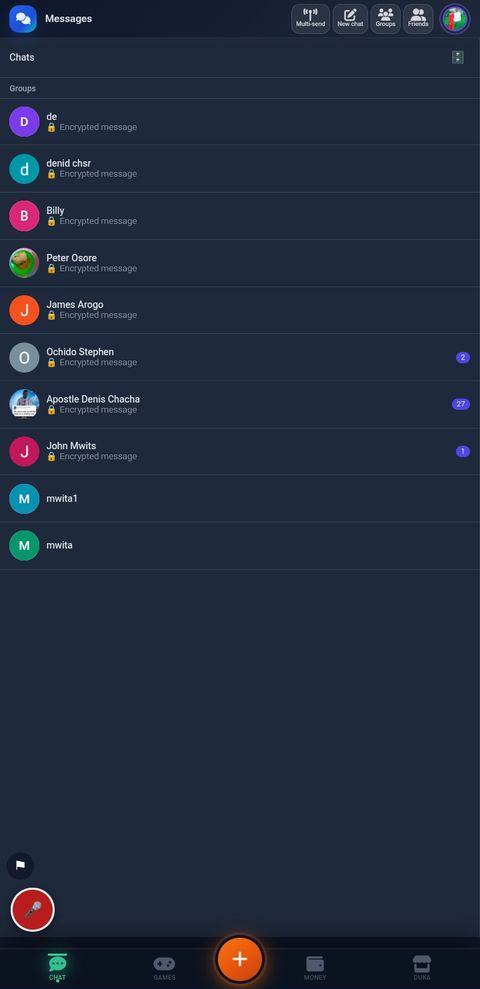 Messages
Multi-send
New chat
Groups
Friends
Chats
Groups
D
de
🔒 Encrypted message
d
denid chsr
🔒 Encrypted message
B
Billy
🔒 Encrypted message
Peter Osore
🔒 Encrypted message
J
James Arogo
🔒 Encrypted message
O
Ochido Stephen
🔒 Encrypted message
2
Apostle Denis Chacha
🔒 Encrypted message
27
J
John Mwits
🔒 Encrypted message
1
M
mwita1
M
mwita
CHAT
GAMES
MONEY
DUKA